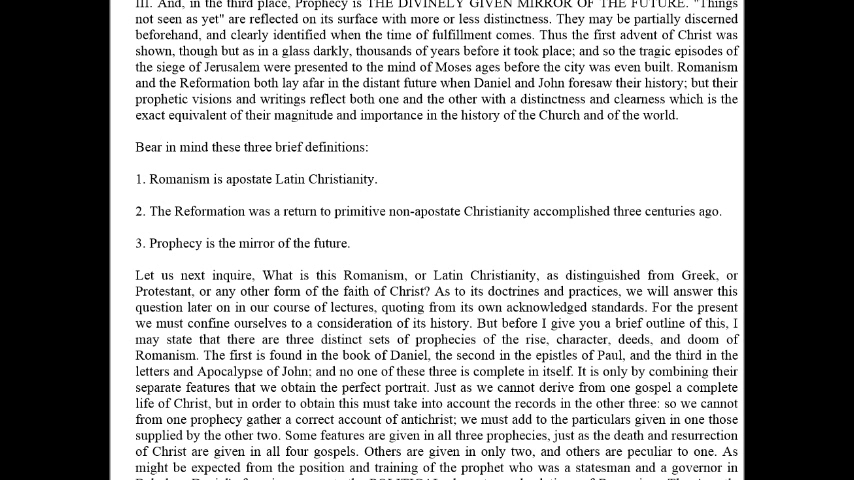 III. And, in the third place, Prophecy is THE DIVINELY GIVEN MIRROR OF THE FUTURE. "Things
not seen as yet" are reflected on its surface with more or less distinctness. They may be partially discerned
beforehand, and clearly identified when the time of fulfillment comes. Thus the first advent of Christ was
shown, though but as in a glass darkly, thousands of years before it took place; and so the tragic episodes of
the siege of Jerusalem were presented to the mind of Moses ages before the city was even built. Romanism
and the Reformation both lay afar in the distant future when Daniel and John foresaw their history; but their
prophetic visions and writings reflect both one and the other with a distinctness and clearness which is the
exact equivalent of their magnitude and importance in the history of the Church and of the world.
Bear in mind these three brief definitions:
1. Romanism is apostate Latin Christianity.
2. The Reformation was a return to primitive non-apostate Christianity accomplished three centuries ago.
3. Prophecy is the mirror of the future.
Let us next inquire, What is this Romanism, or Latin Christianity, as distinguished from Greek, or
Protestant, or any other form of the faith of Christ? As to its doctrines and practices, we will answer this
question later on in our course of lectures, quoting from its own acknowledged standards. For the present
we must confine ourselves to a consideration of its history. But before I give you a brief outline of this, I
may state that there are three distinct sets of prophecies of the rise, character, deeds, and doom of
Romanism. The first is found in the book of Daniel, the second in the epistles of Paul, and the third in the
letters and Apocalypse of John; and no one of these three is complete in itself. It is only by combining their
separate features that we obtain the perfect portrait. Just as we cannot derive from one gospel a complete
life of Christ, but in order to obtain this must take into account the records in the other three: so we cannot
from one prophecy gather a correct account of antichrist; we must add to the particulars given in one those
supplied by the other two. Some features are given in all three prophecies, just as the death and resurrection
of Christ are given in all four gospels. Others are given in only two, and others are peculiar to one. As
might be expected from the position and training of the prophet who was a statesman and a governor in